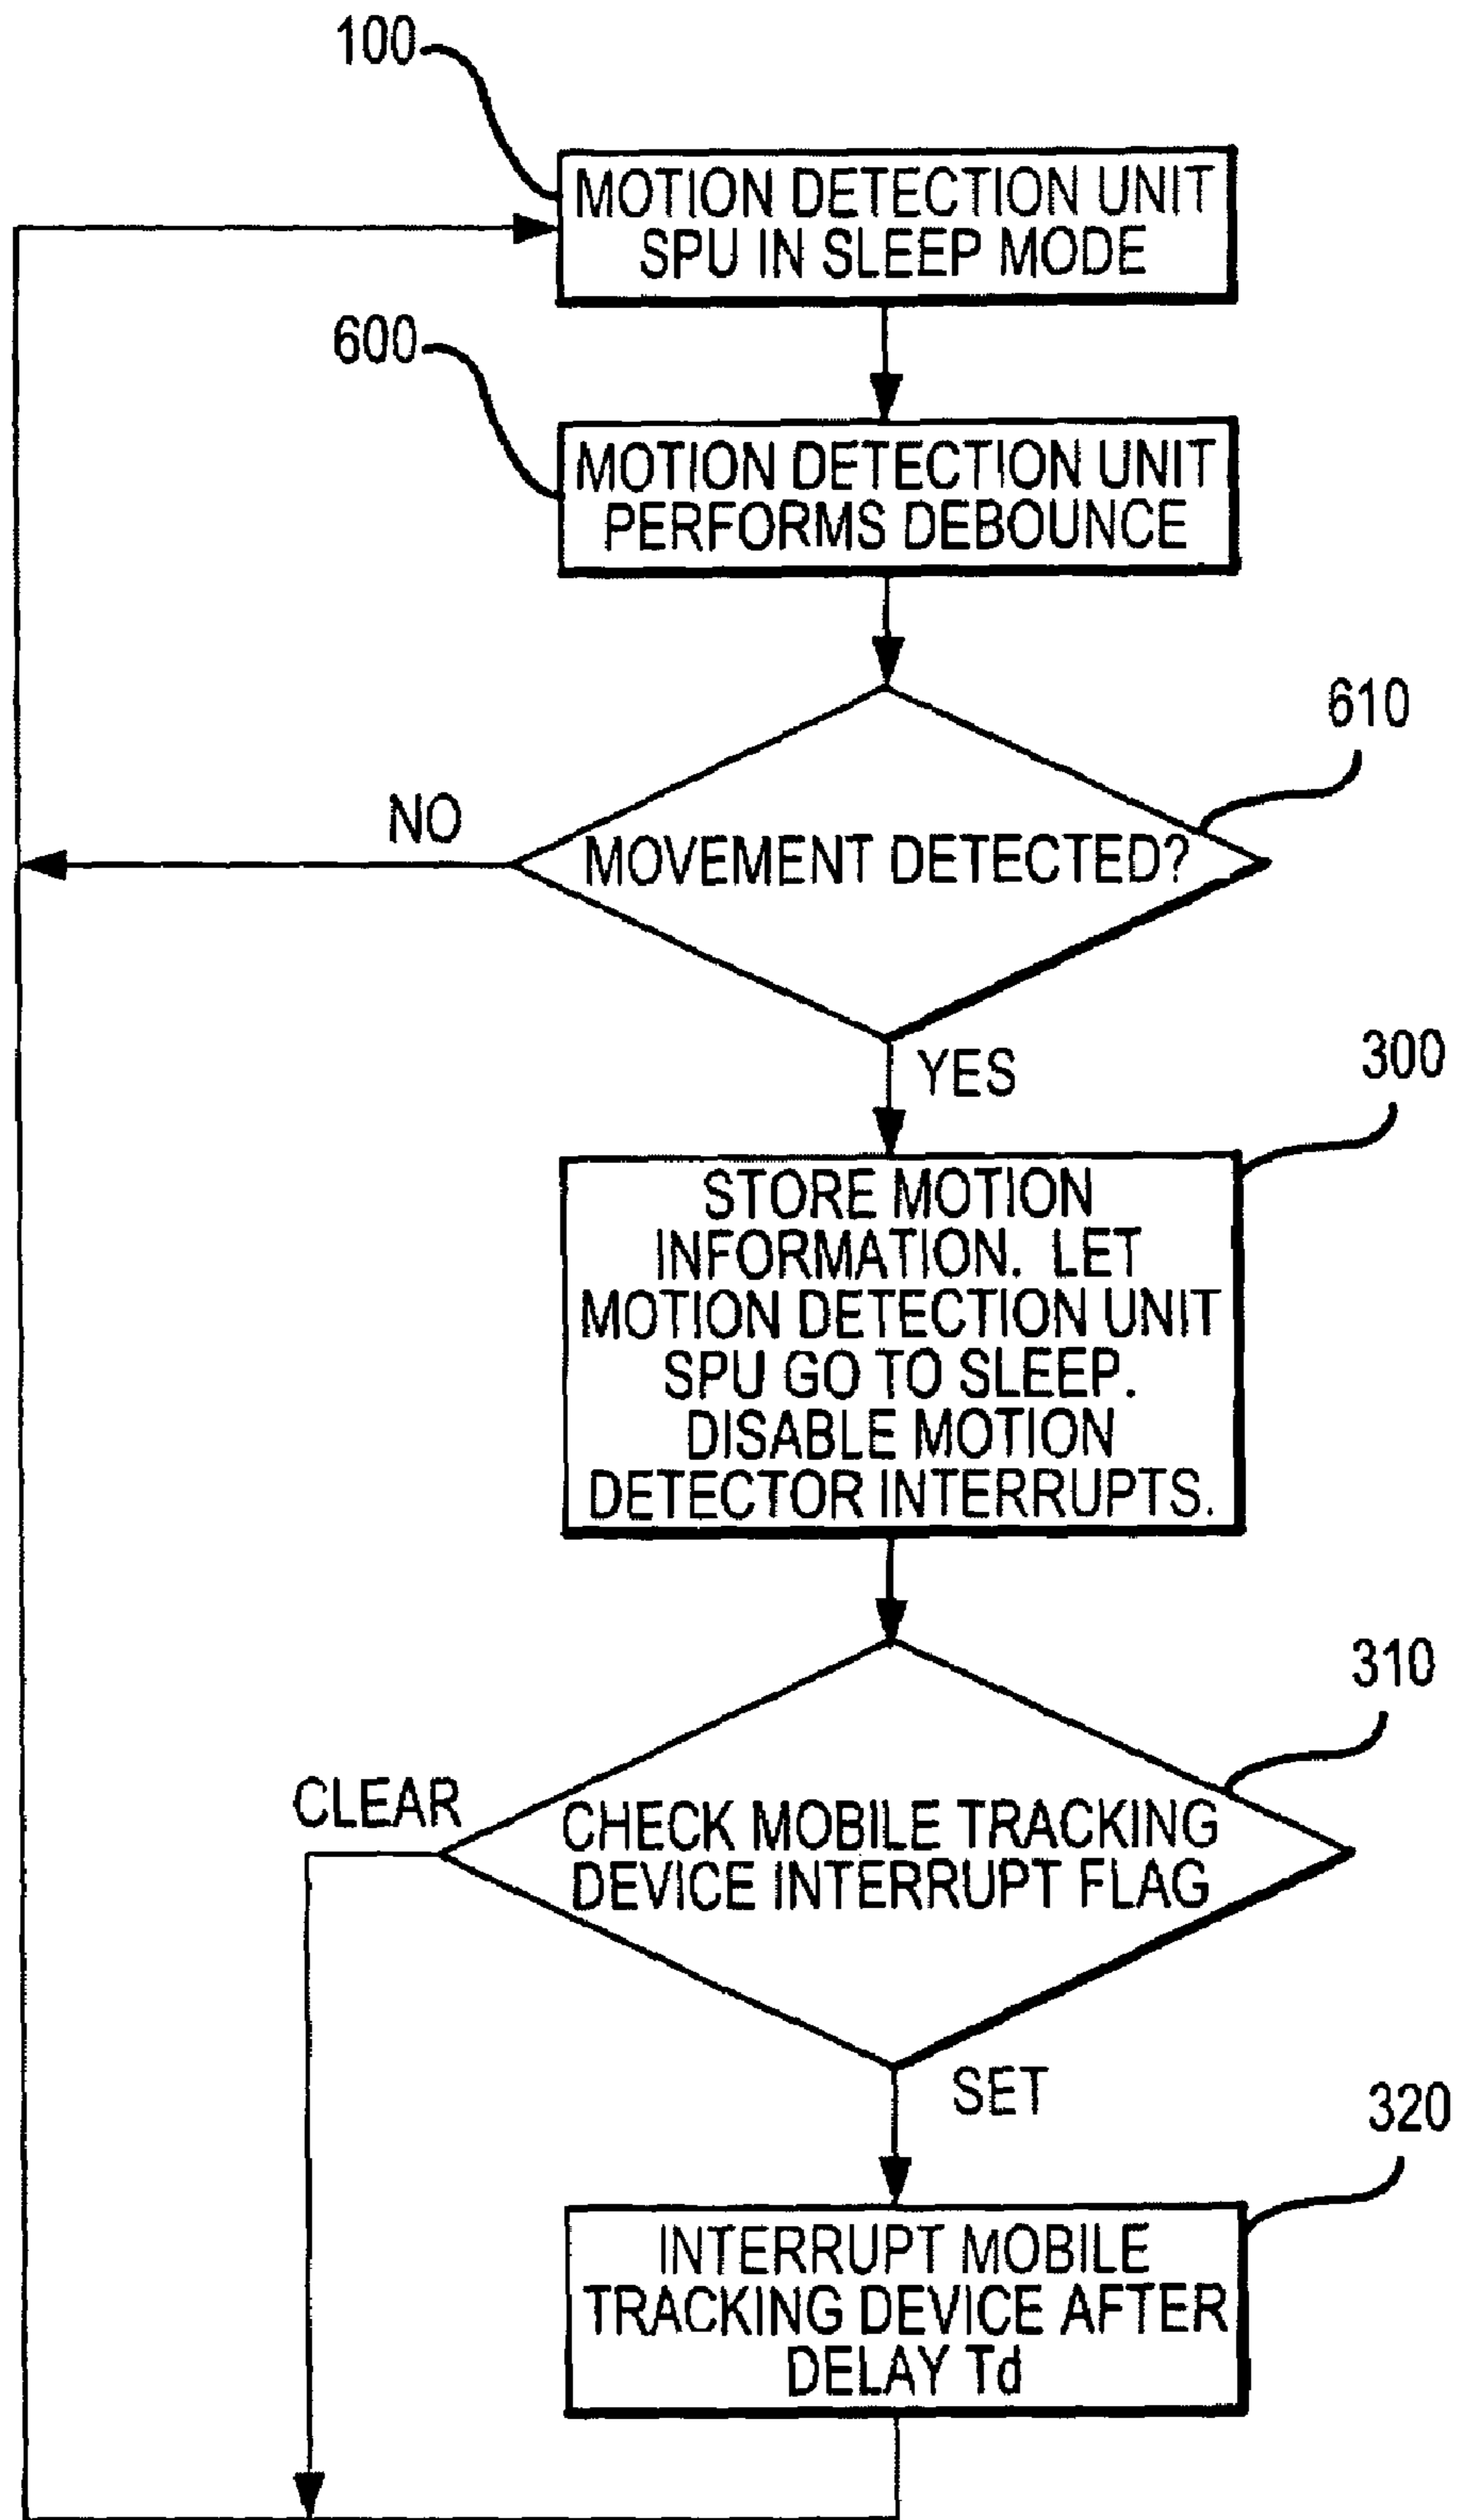 100
MOTION DETECTION UNIT
SPU IN SLEEP MODE
600
MOTION DETECTION UNIT
PERFORMS DEBOUNCE
610
NO
MOVEMENT DETECTED?
YES
300
STORE MOTION
INFORMATION. LET
MOTION DETECTION UNIT
SPU GO TO SLEEP.
DISABLE MOTION
DETECTOR INTERRUPTS.
310
CLEAR
CHECK MOBILE TRACKING
DEVICE INTERRUPT FLAG
SET
320
INTERRUPT MOBILE
TRACKING DEVICE AFTER
DELAY Td